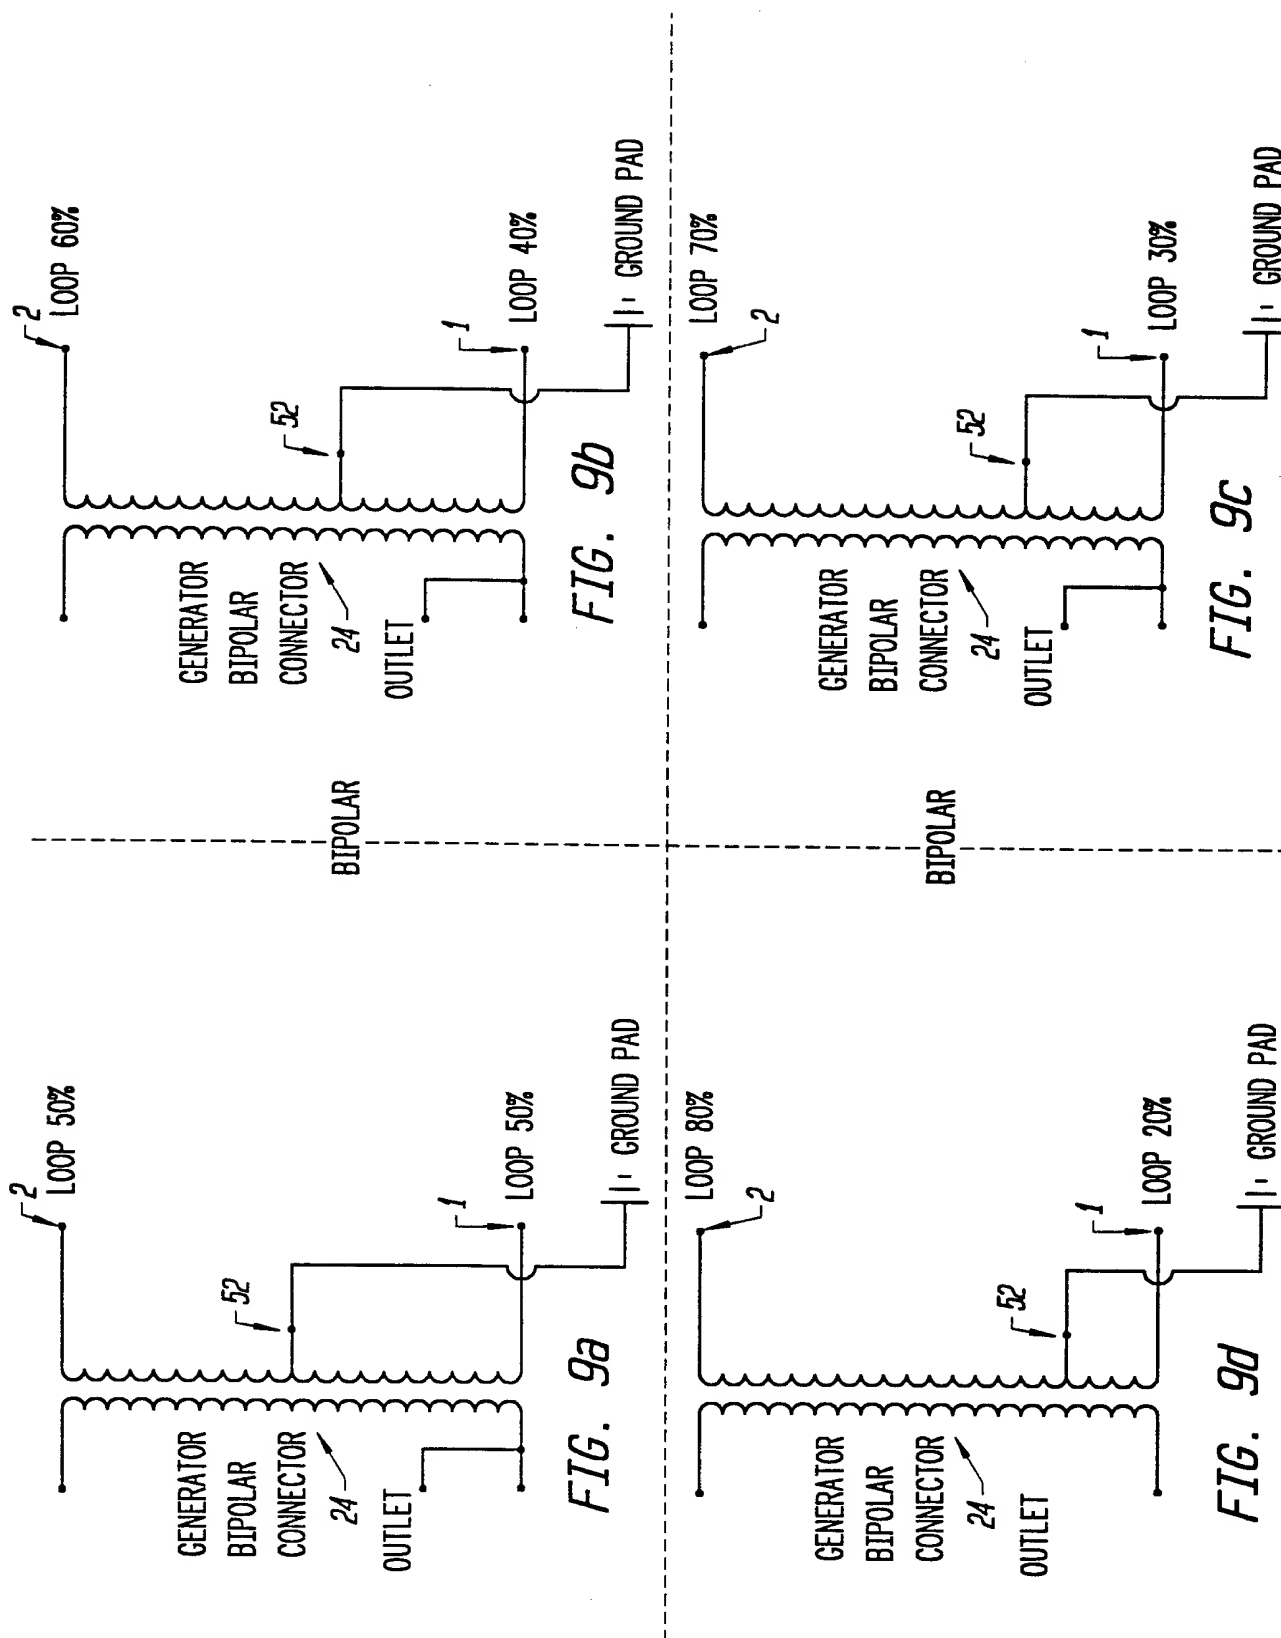 2
LOOP 50%
52
1
LOOP 50%
GROUND PAD
GENERATOR
BIPOLAR
CONNECTOR
24
OUTLET
FIG. 9a
BIPOLAR
2
LOOP 60%
52
1
LOOP 40%
GROUND PAD
GENERATOR
BIPOLAR
CONNECTOR
24
OUTLET
FIG. 9b
LOOP 80%
2
52
1
LOOP 20%
GROUND PAD
GENERATOR
BIPOLAR
CONNECTOR
24
OUTLET
FIG. 9d
BIPOLAR
LOOP 70%
2
52
1
LOOP 30%
GROUND PAD
GENERATOR
BIPOLAR
CONNECTOR
24
OUTLET
FIG. 9c